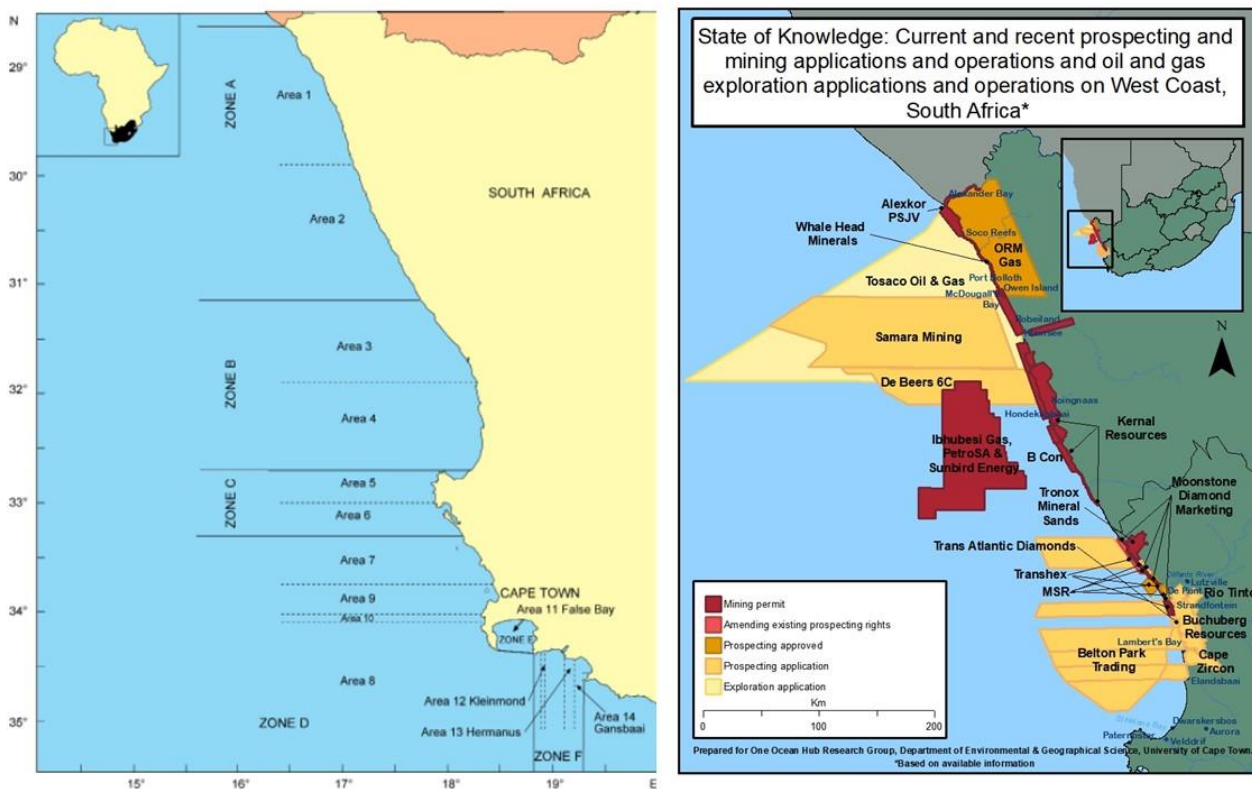 N
29°
30°
31°
32°
33°
34°
35°
15°
16°
17°
18°
19°
E
ZONE A
Area 1
Area 2
SOUTH AFRICA
ZONE B
Area 3
Area 4
ZONE C
Area 5
Area 6
Area 7
CAPE TOWN
Area 9
Area 11 False Bay
Area 10
ZONE E
Area 8
Area 12 Kleinmond
Area 13 Hermanus
Area 14
Gansbaai
ZONE D
ZONE F
State of Knowledge: Current and recent prospecting and
mining applications and operations and oil and gas
exploration applications and operations on West Coast,
South Africa*
Alexander Bay
Alexkor
PSJV
Whale Head
Minerals
Soco Reefs
ORM
Gas
Port Nolloth
Tosaco Oil & Gas
Owen Island
McDougall's
Bay
Robeiland
Samara Mining
De Beers 6C
Koingnaas
Ibhubesi Gas,
PetroSA &
Sunbird Energy
B Con
Kernal
Resources
Moonstone
Diamond
Marketing
Tronox
Mineral
Sands
Trans Atlantic Diamonds
Transhex
MSR
Olifants River
Lutzville
De Punt
Rio Tinto
Strandfontein
Buchuberg
Resources
Lambert's Bay
Belton Park
Trading
Cape
Zircon
Elandsbaai
Dwarskersbos
Aurora
Paternoster
Velddrif
N
Mining permit
Amending existing prospecting rights
Prospecting approved
Prospecting application
Exploration application
Km
0
100
200
Prepared for One Ocean Hub Research Group, Department of Environmental & Geographical Science, University of Cape Town.
*Based on available information